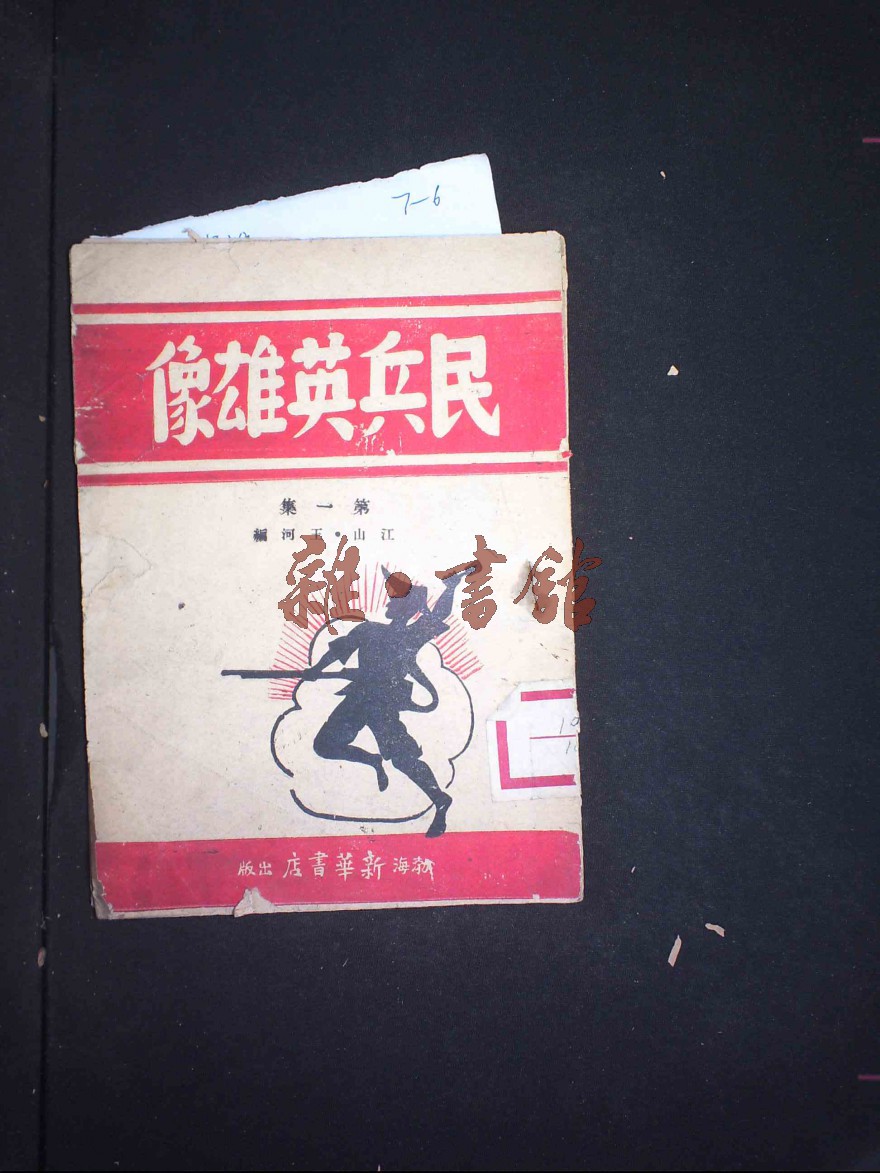 7-6
民兵英雄像
第一集
江山·玉河編
雜·書館
渤海新華書店出版